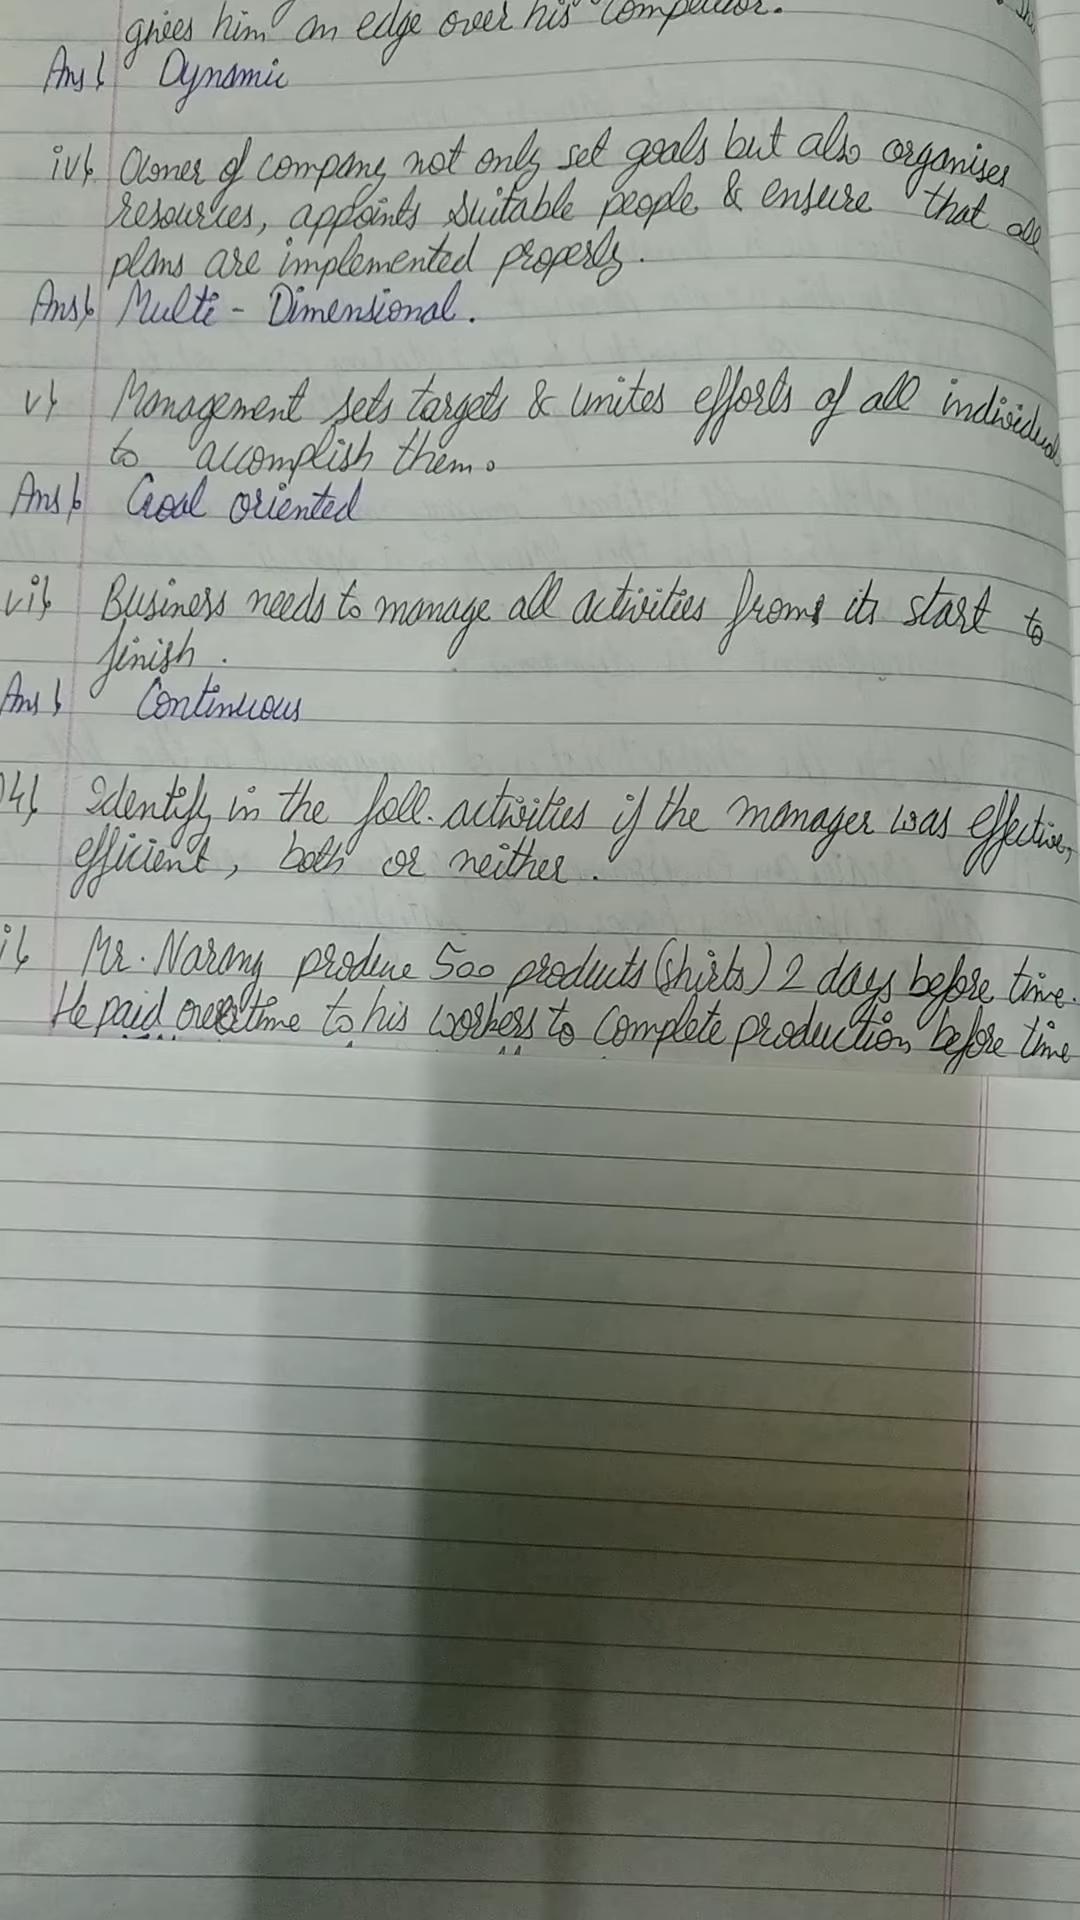 gives him an edge over his competitor.
Ans} Dynamic
iv} Owner of company not only set goals but also organises
resources, appoints suitable people & ensure that all
plans are implemented properly.
Ans} Multi - Dimensional.
v} Management sets targets & unites efforts of all individual
to accomplish them.
Ans} Goal oriented
vi} Business needs to manage all activities from its start to
finish.
Ans} Continuous
Q4} Identify in the foll. activities if the manager was effective,
efficient, both or neither.
i} Mr. Narang produce 500 products (shirts) 2 days before time.
He paid overtime to his workers to complete production before time